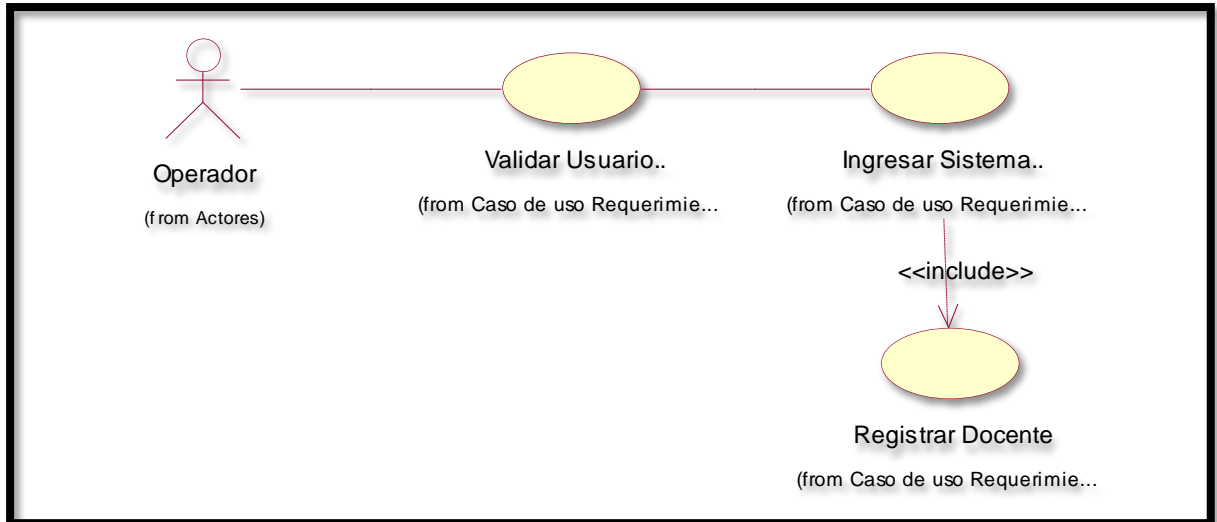 Operador
(from Actores)
Validar Usuario..
(from Caso de uso Requerimie...
Ingresar Sistema..
(from Caso de uso Requerimie...
<<include>>
Registrar Docente
(from Caso de uso Requerimie...